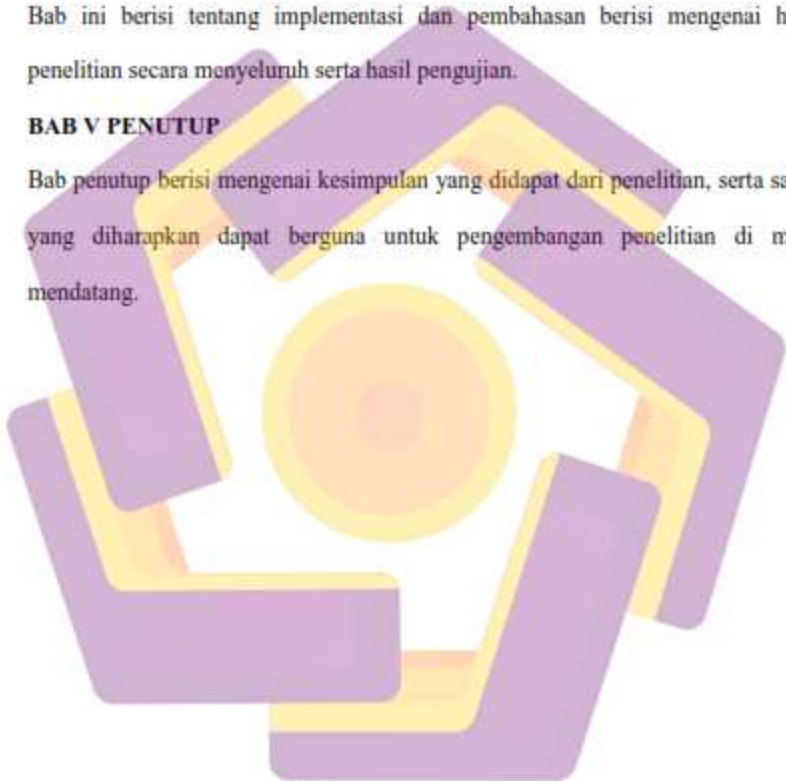 Bab ini berisi tentang implementasi dan pembahasan berisi mengenai h
penelitian secara menyeluruh serta hasil pengujian.
BAB V PENUTUP
Bab penutup berisi mengenai kesimpulan yang didapat dari penelitian, serta sa
yang diharapkan dapat berguna untuk pengembangan penelitian di m
mendatang.